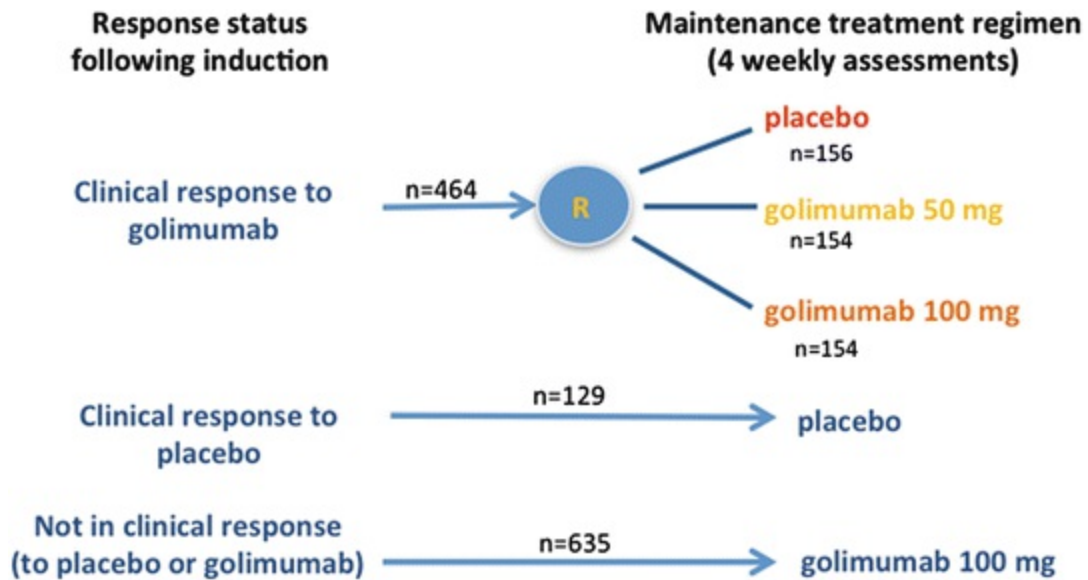 Response status
following induction
Maintenance treatment regimen
(4 weekly assessments)
Clinical response to
golimumab
n=464
R
placebo
n=156
golimumab 50 mg
n=154
golimumab 100 mg
n=154
Clinical response to
placebo
n=129
placebo
Not in clinical response
(to placebo or golimumab)
n=635
golimumab 100 mg